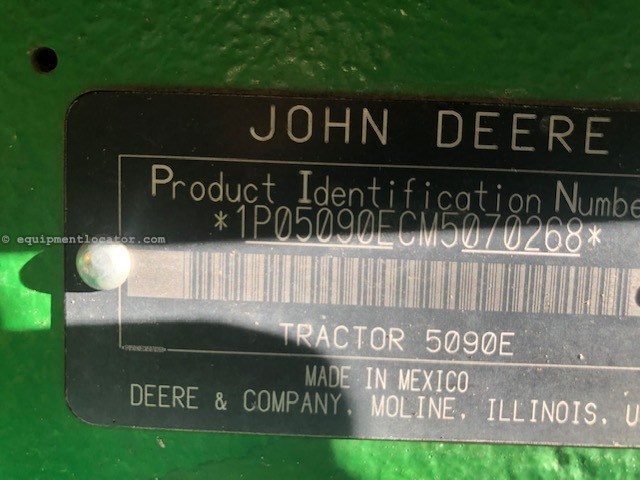 JOHN DEERE
Product Identification Numbe
*1P05090ECM5070268*
© equipmentlocator.com
TRACTOR 5090E
MADE IN MEXICO
DEERE & COMPANY, MOLINE, ILLINOIS, U